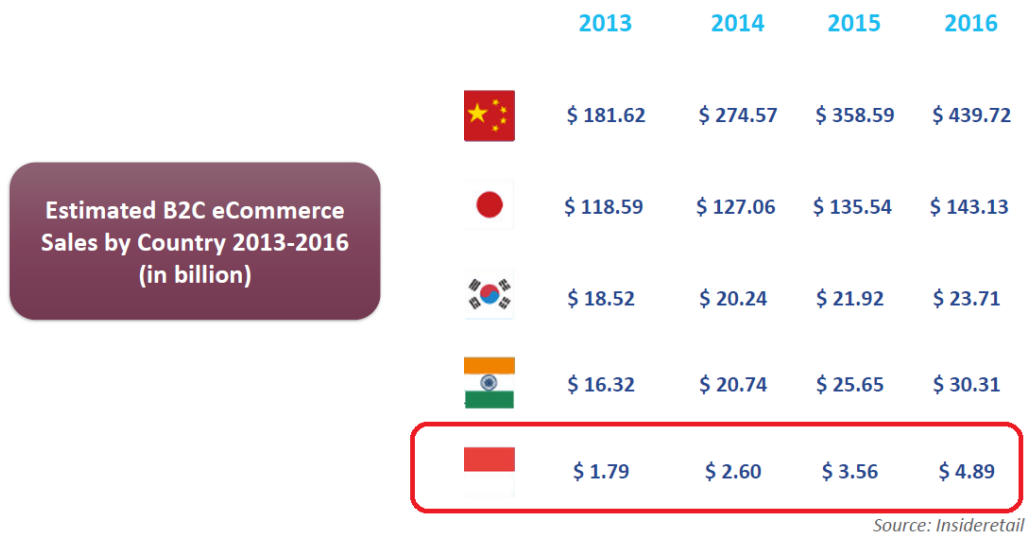 2013 2014 2015 2016
$ 181.62 $ 274.57 $ 358.59 $ 439.72
Estimated B2C eCommerce
Sales by Country 2013-2016
(in billion)
$ 118.59 $ 127.06 $ 135.54 $ 143.13
$ 18.52 $ 20.24 $ 21.92 $ 23.71
$ 16.32 $ 20.74 $ 25.65 $ 30.31
$ 1.79 $ 2.60 $ 3.56 $ 4.89
Source: Insideretail